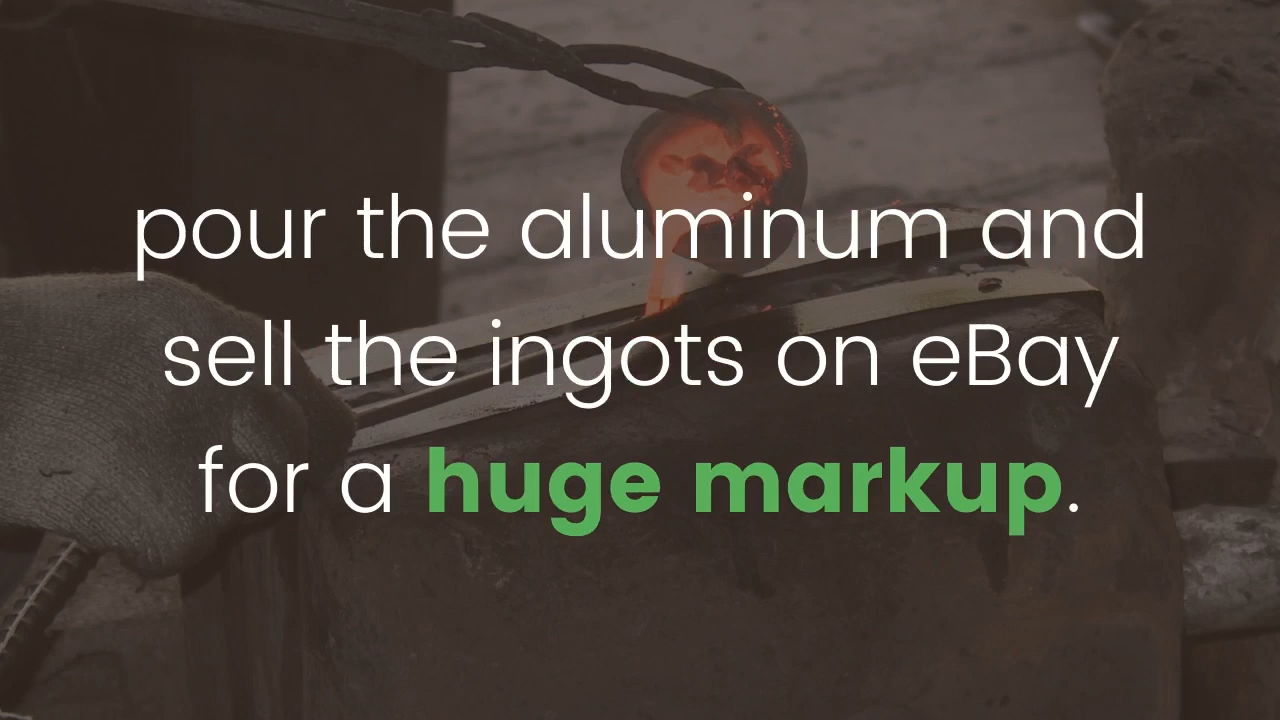 pour the aluminum and
sell the ingots on eBay
for a huge markup.